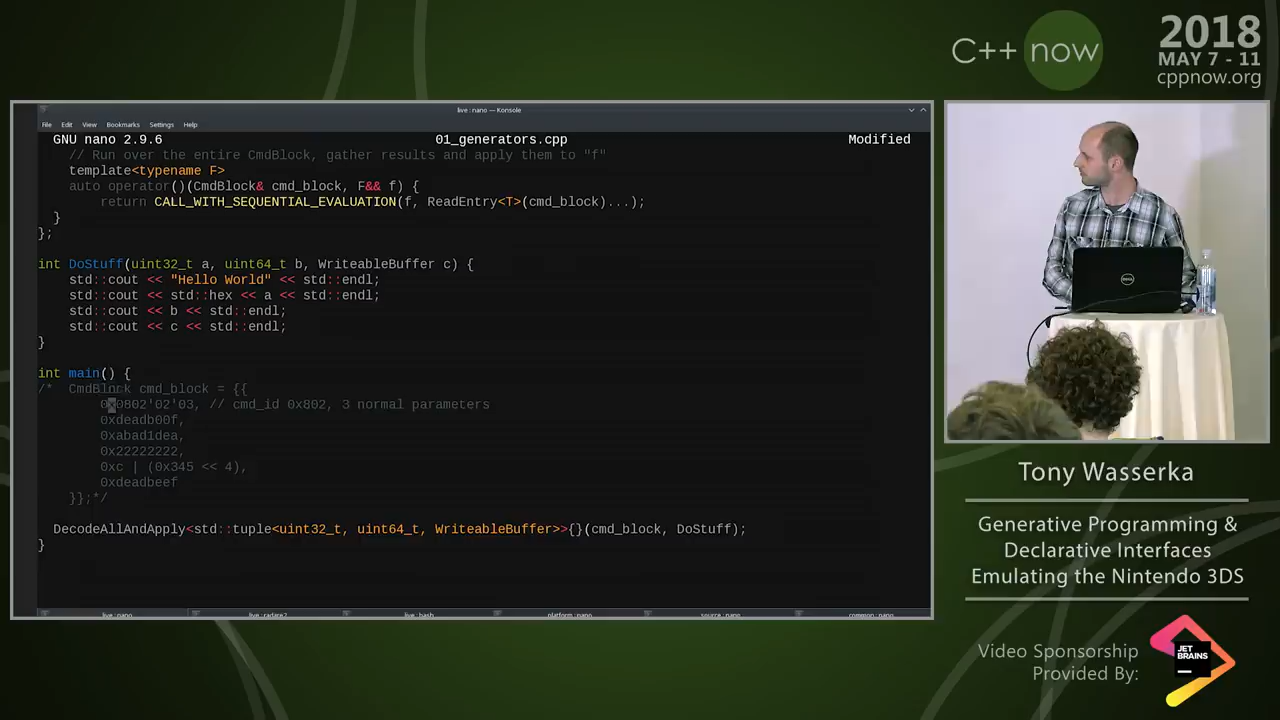 C++ now
2018
MAY 7 - 11
cppnow.org
live : nano — Konsole
File Edit View Bookmarks Settings Help
GNU nano 2.9.6 01_generators.cpp Modified
// Run over the entire CmdBlock, gather results and apply them to "f"
template<typename F>
auto operator()(CmdBlock& cmd_block, F&& f) {
return CALL_WITH_SEQUENTIAL_EVALUATION(f, ReadEntry<T>(cmd_block)...);
}
};
int DoStuff(uint32_t a, uint64_t b, WriteableBuffer c) {
std::cout << "Hello World" << std::endl;
std::cout << std::hex << a << std::endl;
std::cout << b << std::endl;
std::cout << c << std::endl;
}
int main() {
/* CmdBlock cmd_block = {{
0x0802'02'03, // cmd_id 0x802, 3 normal parameters
0xdeadb00f,
0xabad1dea,
0x22222222,
0xc | (0x345 << 4),
0xdeadbeef
}};*/
DecodeAllAndApply<std::tuple<uint32_t, uint64_t, WriteableBuffer>>{}(cmd_block, DoStuff);
}
live : nano live : radare2 live : bash platform : nano source : nano common : nano
DELL
Tony Wasserka
Generative Programming &
Declarative Interfaces
Emulating the Nintendo 3DS
Video Sponsorship
Provided By:
JET
BRAINS